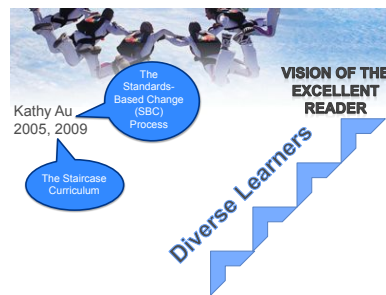 The
Standards-
Based Change
(SBC)
Process
VISION OF THE
EXCELLENT
READER
Kathy Au
2005, 2009
The Staircase
Curriculum
Diverse Learners